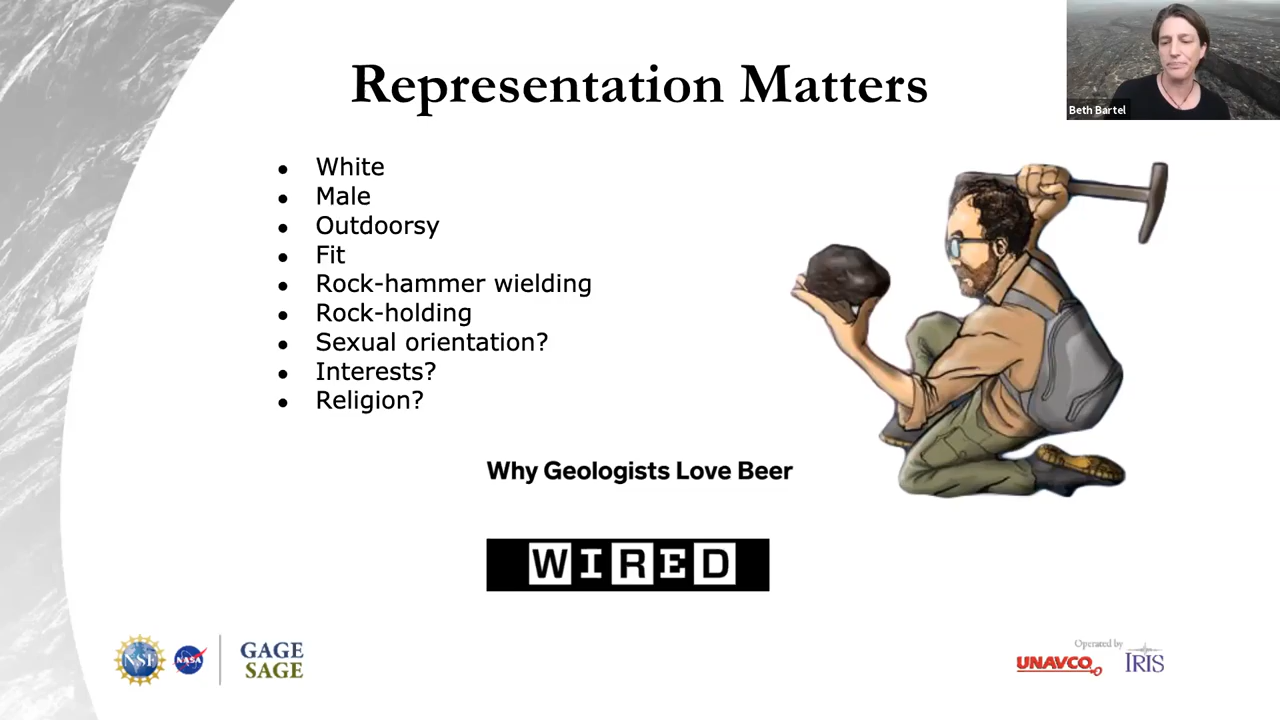 Representation Matters
Beth Bartel
● White
● Male
● Outdoorsy
● Fit
● Rock-hammer wielding
● Rock-holding
● Sexual orientation?
● Interests?
● Religion?
Why Geologists Love Beer
WIRED
NSF
NASA
GAGE
SAGE
Operated by
UNAVCO
IRIS